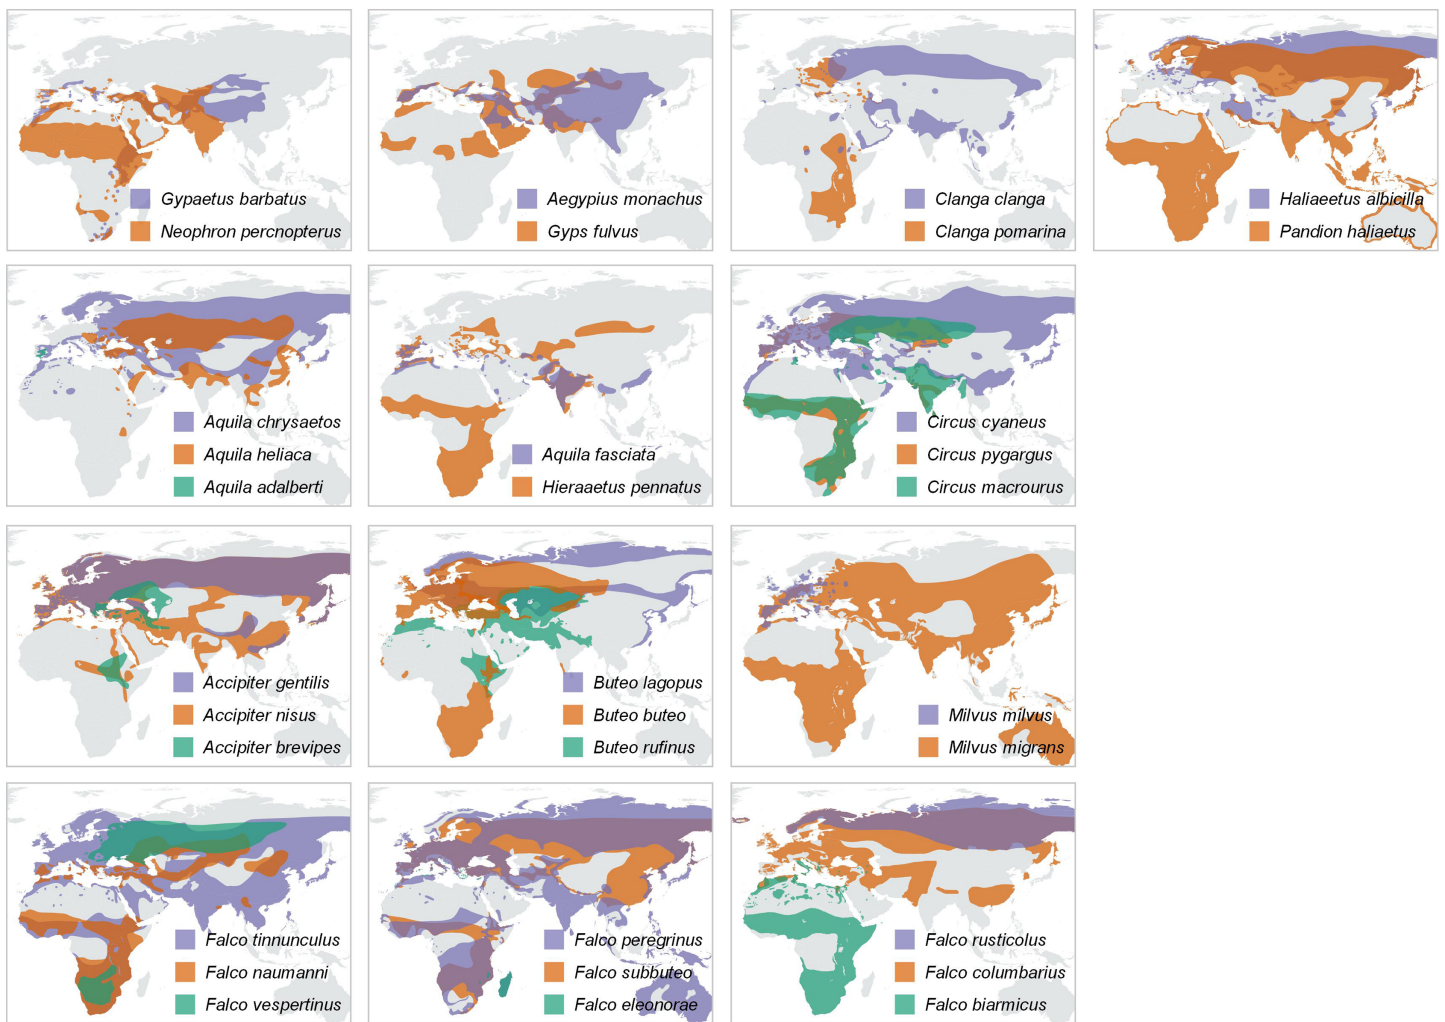 Gypaetus barbatus
Neophron percnopterus
Aegypius monachus
Gyps fulvus
Clanga clanga
Clanga pomarina
Haliaeetus albicilla
Pandion haliaetus
Aquila chrysaetos
Aquila heliaca
Aquila adalberti
Aquila fasciata
Hieraaetus pennatus
Circus cyaneus
Circus pygargus
Circus macrourus
Accipiter gentilis
Accipiter nisus
Accipiter brevipes
Buteo lagopus
Buteo buteo
Buteo rufinus
Milvus milvus
Milvus migrans
Falco tinnunculus
Falco naumanni
Falco vespertinus
Falco peregrinus
Falco subbuteo
Falco eleonorae
Falco rusticolus
Falco columbarius
Falco biarmicus